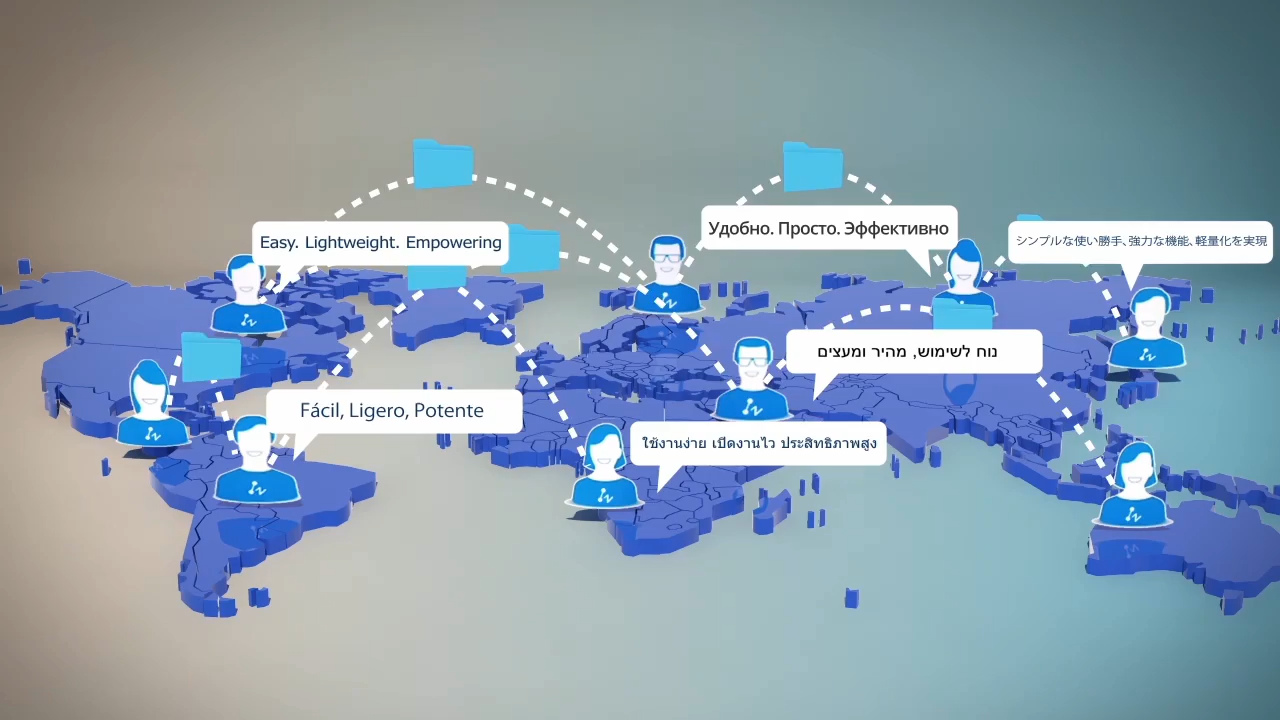 Удобно. Просто. Эффективно
Easy. Lightweight. Empowering
シンプルな使い勝手、強力な機能、軽量化を実現
נוח לשימוש, מהיר ומעצים
Fácil, Ligero, Potente
ใช้งานง่าย เปิดงานไว ประสิทธิภาพสูง